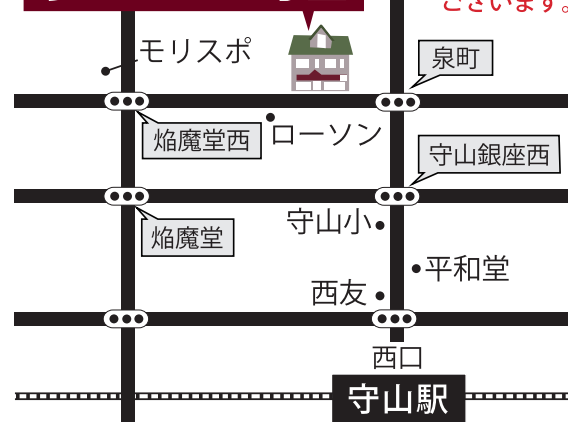 ございます。
モリスポ
泉町
ローソン
焔魔堂西
守山銀座西
守山小
焔魔堂
平和堂
西友
西口
守山駅